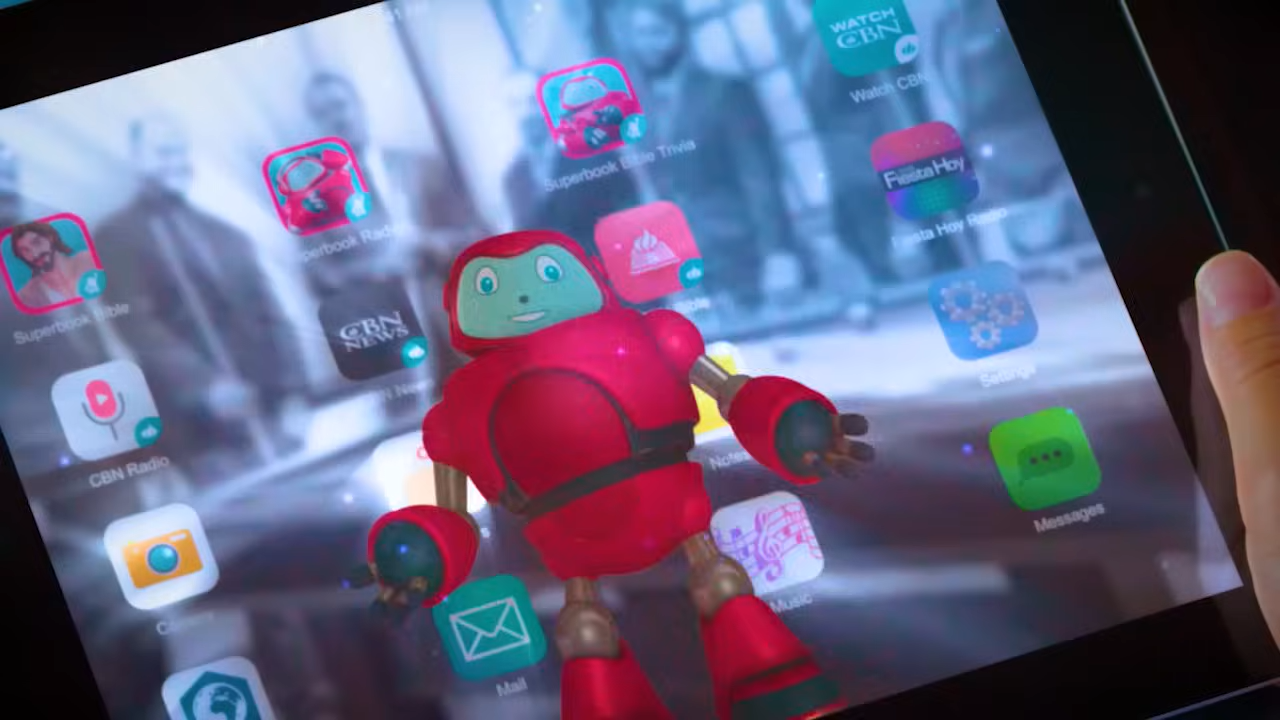 WATCH
CBN
Watch CBN
Superbook Bible Trivia
Fiesta Hoy
Fiesta Hoy Radio
Superbook Radio
Superbook Bible
Bible
CBN
NEWS
Settings
CBN Radio
Notes
Messages
Music
Mail